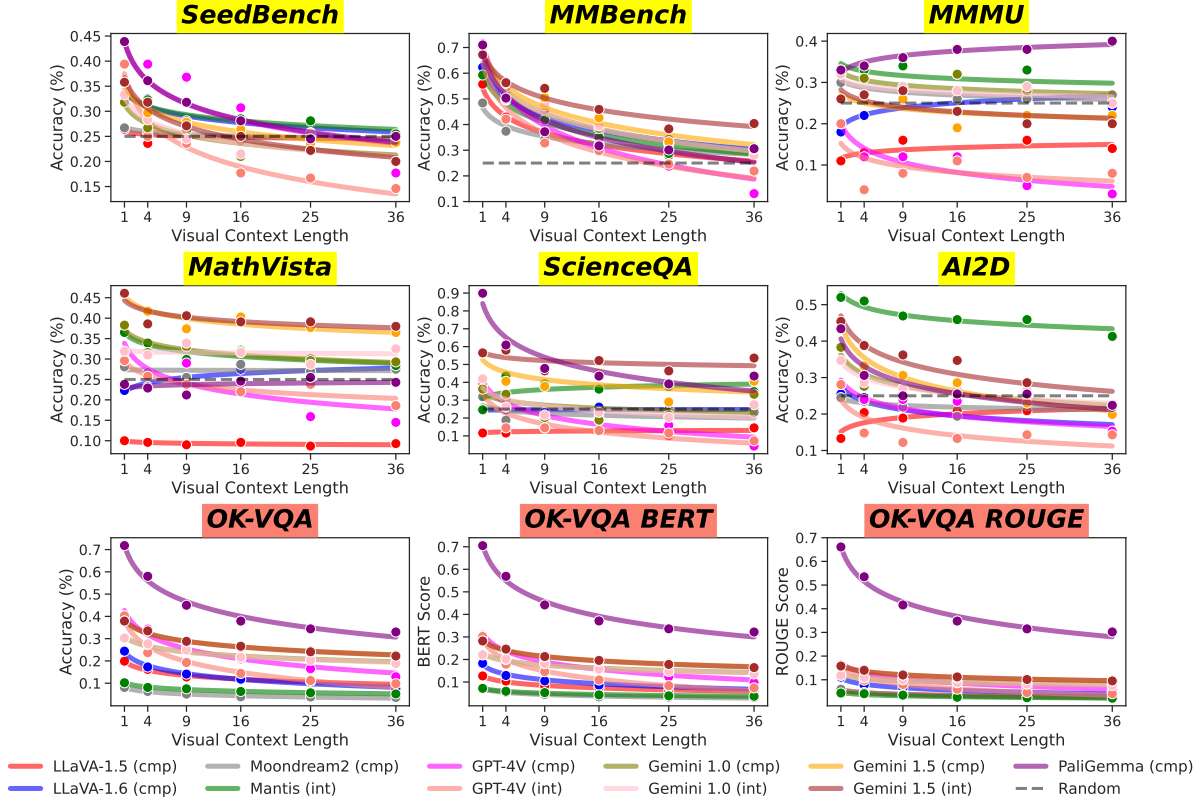 SeedBench
MMBench
MMMU
Accuracy (%)
0.45
0.40
0.35
0.30
0.25
0.20
0.15
1 4 9 16 25 36
Visual Context Length
Accuracy (%)
0.7
0.6
0.5
0.4
0.3
0.2
0.1
1 4 9 16 25 36
Visual Context Length
Accuracy (%)
0.4
0.3
0.2
0.1
1 4 9 16 25 36
Visual Context Length
MathVista
ScienceQA
AI2D
Accuracy (%)
0.45
0.40
0.35
0.30
0.25
0.20
0.15
0.10
1 4 9 16 25 36
Visual Context Length
Accuracy (%)
0.9
0.8
0.7
0.6
0.5
0.4
0.3
0.2
0.1
1 4 9 16 25 36
Visual Context Length
Accuracy (%)
0.5
0.4
0.3
0.2
0.1
1 4 9 16 25 36
Visual Context Length
OK-VQA
OK-VQA BERT
OK-VQA ROUGE
Accuracy (%)
0.7
0.6
0.5
0.4
0.3
0.2
0.1
1 4 9 16 25 36
Visual Context Length
BERT Score
0.7
0.6
0.5
0.4
0.3
0.2
0.1
1 4 9 16 25 36
Visual Context Length
ROUGE Score
0.7
0.6
0.5
0.4
0.3
0.2
0.1
1 4 9 16 25 36
Visual Context Length
LLaVA-1.5 (cmp)
LLaVA-1.6 (cmp)
Moondream2 (cmp)
Mantis (int)
GPT-4V (cmp)
GPT-4V (int)
Gemini 1.0 (cmp)
Gemini 1.0 (int)
Gemini 1.5 (cmp)
Gemini 1.5 (int)
PaliGemma (cmp)
Random